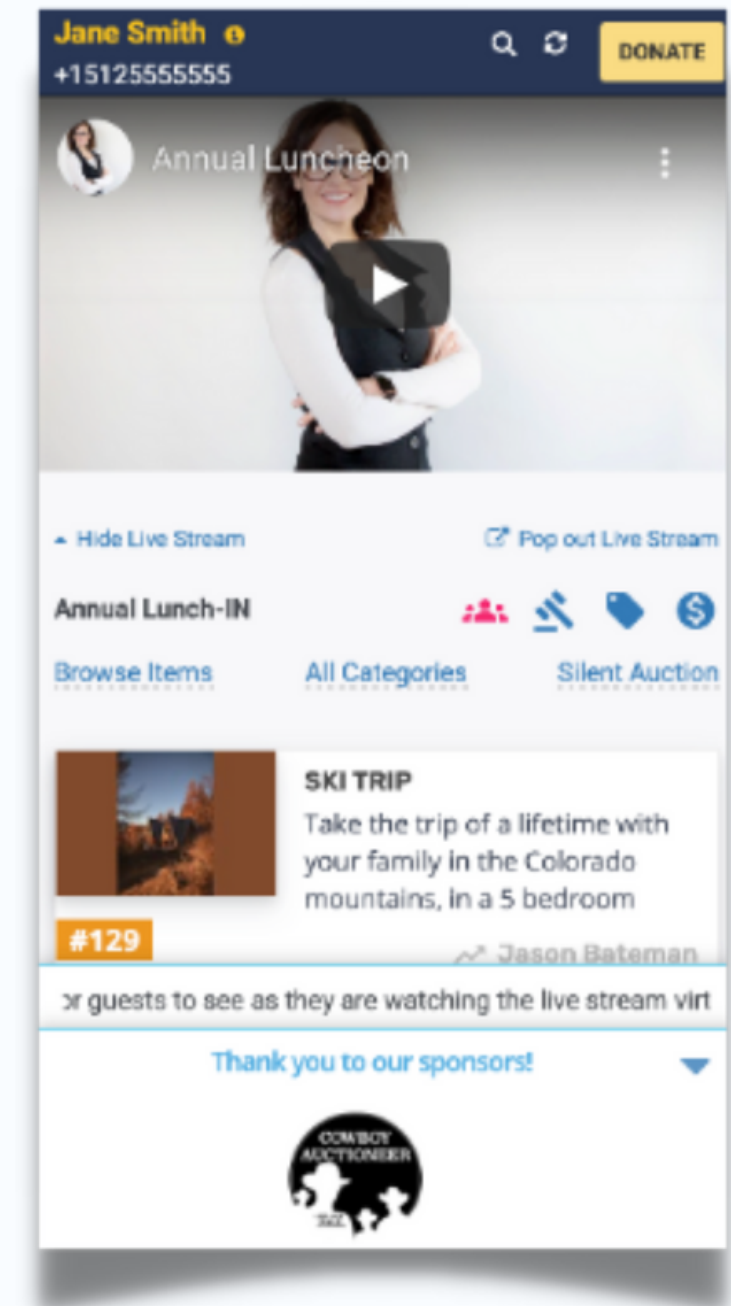 Jane Smith
+15125555555
DONATE
Annual Luncheon
Hide Live Stream
Pop out Live Stream
Annual Lunch-IN
Browse Items
All Categories
Silent Auction
SKI TRIP
Take the trip of a lifetime with
your family in the Colorado
mountains, in a 5 bedroom
#129
Jason Bateman
or guests to see as they are watching the live stream virt
Thank you to our sponsors!
COWBOY
AUCTIONEER